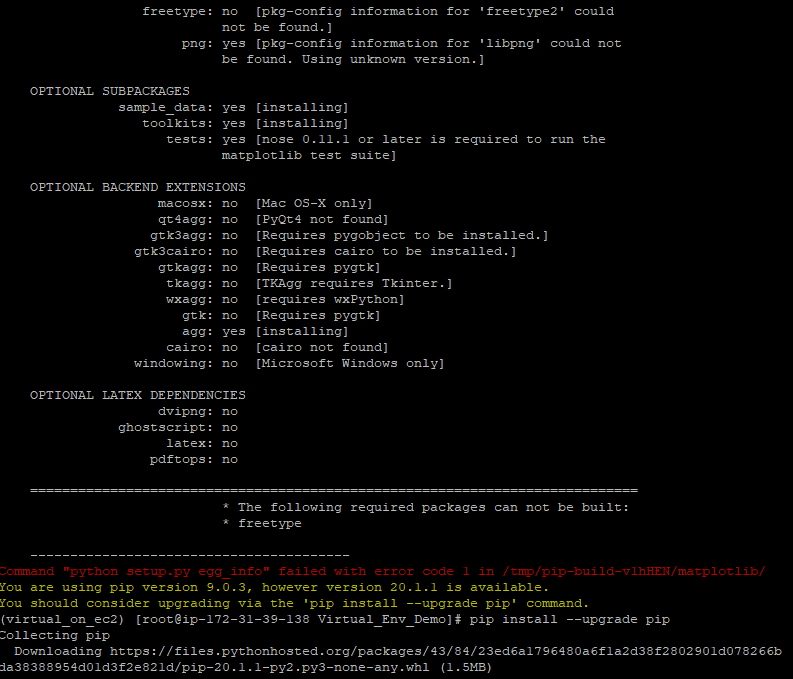 freetype: no [pkg-config information for 'freetype2' could
not be found.]
png: yes [pkg-config information for 'libpng' could not
be found. Using unknown version.]
OPTIONAL SUBPACKAGES
sample_data: yes [installing]
toolkits: yes [installing]
tests: yes [nose 0.11.1 or later is required to run the
matplotlib test suite]
OPTIONAL BACKEND EXTENSIONS
macosx: no [Mac OS-X only]
qt4agg: no [PyQt4 not found]
gtk3agg: no [Requires pygobject to be installed.]
gtk3cairo: no [Requires cairo to be installed.]
gtkagg: no [Requires pygtk]
tkagg: no [TKAgg requires Tkinter.]
wxagg: no [requires wxPython]
gtk: no [Requires pygtk]
agg: yes [installing]
cairo: no [cairo not found]
windowing: no [Microsoft Windows only]
OPTIONAL LATEX DEPENDENCIES
dvipng: no
ghostscript: no
latex: no
pdftops: no
============================================================================
* The following required packages can not be built:
* freetype
----------------------------------------
Command "python setup.py egg_info" failed with error code 1 in /tmp/pip-build-vlhHEN/matplotlib/
You are using pip version 9.0.3, however version 20.1.1 is available.
You should consider upgrading via the 'pip install --upgrade pip' command.
(virtual_on_ec2) [root@ip-172-31-39-138 Virtual_Env_Demo]# pip install --upgrade pip
Collecting pip
Downloading https://files.pythonhosted.org/packages/43/84/23ed6a1796480a6f1a2d38f2802901d078266b
da38388954d01d3f2e821d/pip-20.1.1-py2.py3-none-any.whl (1.5MB)